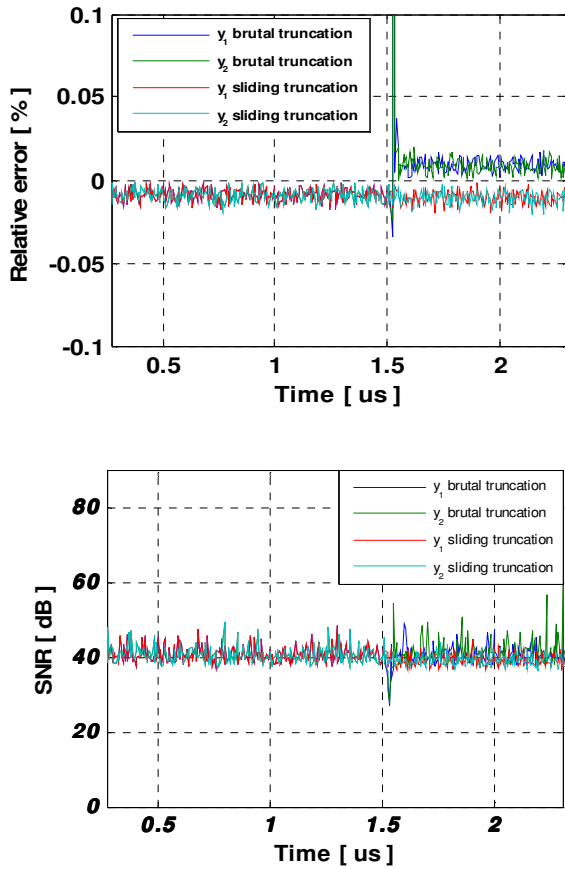 0.1
0.05
0
-0.05
-0.1
Relative error [ % ]
y1 brutal truncation
y2 brutal truncation
y1 sliding truncation
y2 sliding truncation
0.5
1
1.5
2
Time [ us ]
80
60
40
20
0
SNR [ dB ]
y1 brutal truncation
y2 brutal truncation
y1 sliding truncation
y2 sliding truncation
0.5
1
1.5
2
Time [ us ]